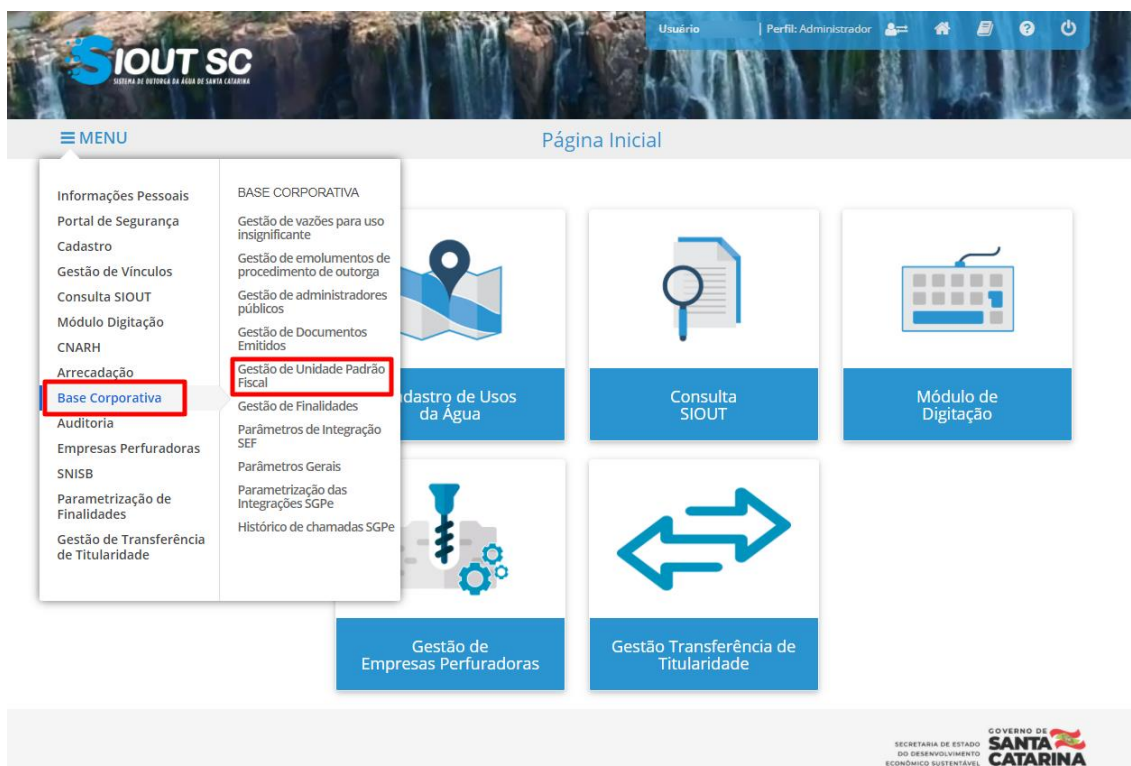 Usuário | Perfil: Administrador
SIOUT SC
SISTEMA DE OUTORGA DA ÁGUA DE SANTA CATARINA
MENU
Página Inicial
Informações Pessoais
Portal de Segurança
Cadastro
Gestão de Vínculos
Consulta SIOUT
Módulo Digitação
CNARH
Arrecadação
Base Corporativa
Auditoria
Empresas Perfuradoras
SNISB
Parametrização de
Finalidades
Gestão de Transferência
de Titularidade
BASE CORPORATIVA
Gestão de vazões para uso
insignificante
Gestão de emolumentos de
procedimento de outorga
Gestão de administradores
públicos
Gestão de Documentos
Emitidos
Gestão de Unidade Padrão
Fiscal
Gestão de Finalidades
Parâmetros de Integração
SEF
Parâmetros Gerais
Parametrização das
Integrações SGPe
Histórico de chamadas SGPe
dastro de Usos
da Água
Consulta
SIOUT
Módulo de
Digitação
Gestão de
Empresas Perfuradoras
Gestão Transferência de
Titularidade
SECRETARIA DE ESTADO
DO DESENVOLVIMENTO
ECONÔMICO SUSTENTÁVEL
GOVERNO DE
SANTA
CATARINA